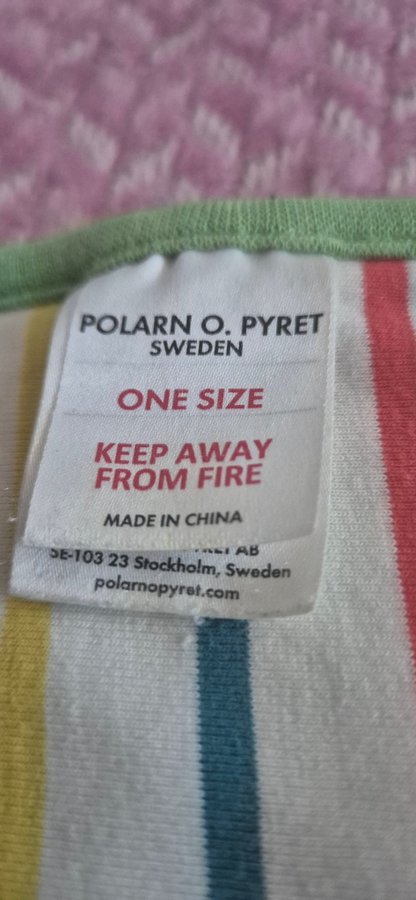 POLARN O. PYRET
SWEDEN
ONE SIZE
KEEP AWAY
FROM FIRE
MADE IN CHINA
AB
SE-103 23 Stockholm, Sweden
polarnopyret.com